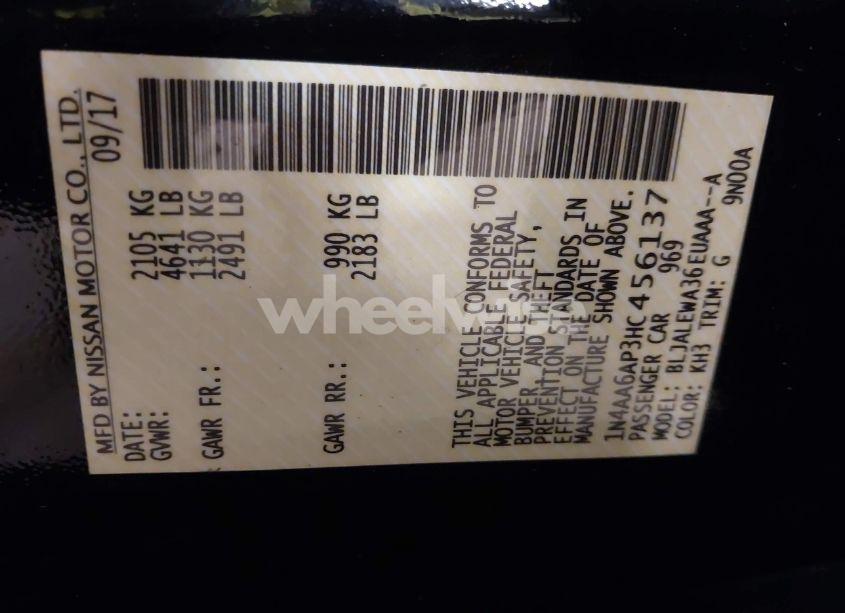 MFD BY NISSAN MOTOR CO., LTD.
DATE: 09/17
GVWR: 2105 KG
4641 LB
GAWR FR.: 1130 KG
2491 LB
GAWR RR.: 990 KG
2183 LB
THIS VEHICLE CONFORMS TO
ALL APPLICABLE FEDERAL
MOTOR VEHICLE SAFETY,
BUMPER, AND THEFT
PREVENTION STANDARDS IN
EFFECT ON THE DATE OF
MANUFACTURE SHOWN ABOVE.
1N4AA6AP3HC456137
PASSENGER CAR 969
MODEL: BLJALEWA36EUAAA--A
COLOR: KH3 TRIM: G 9N00A